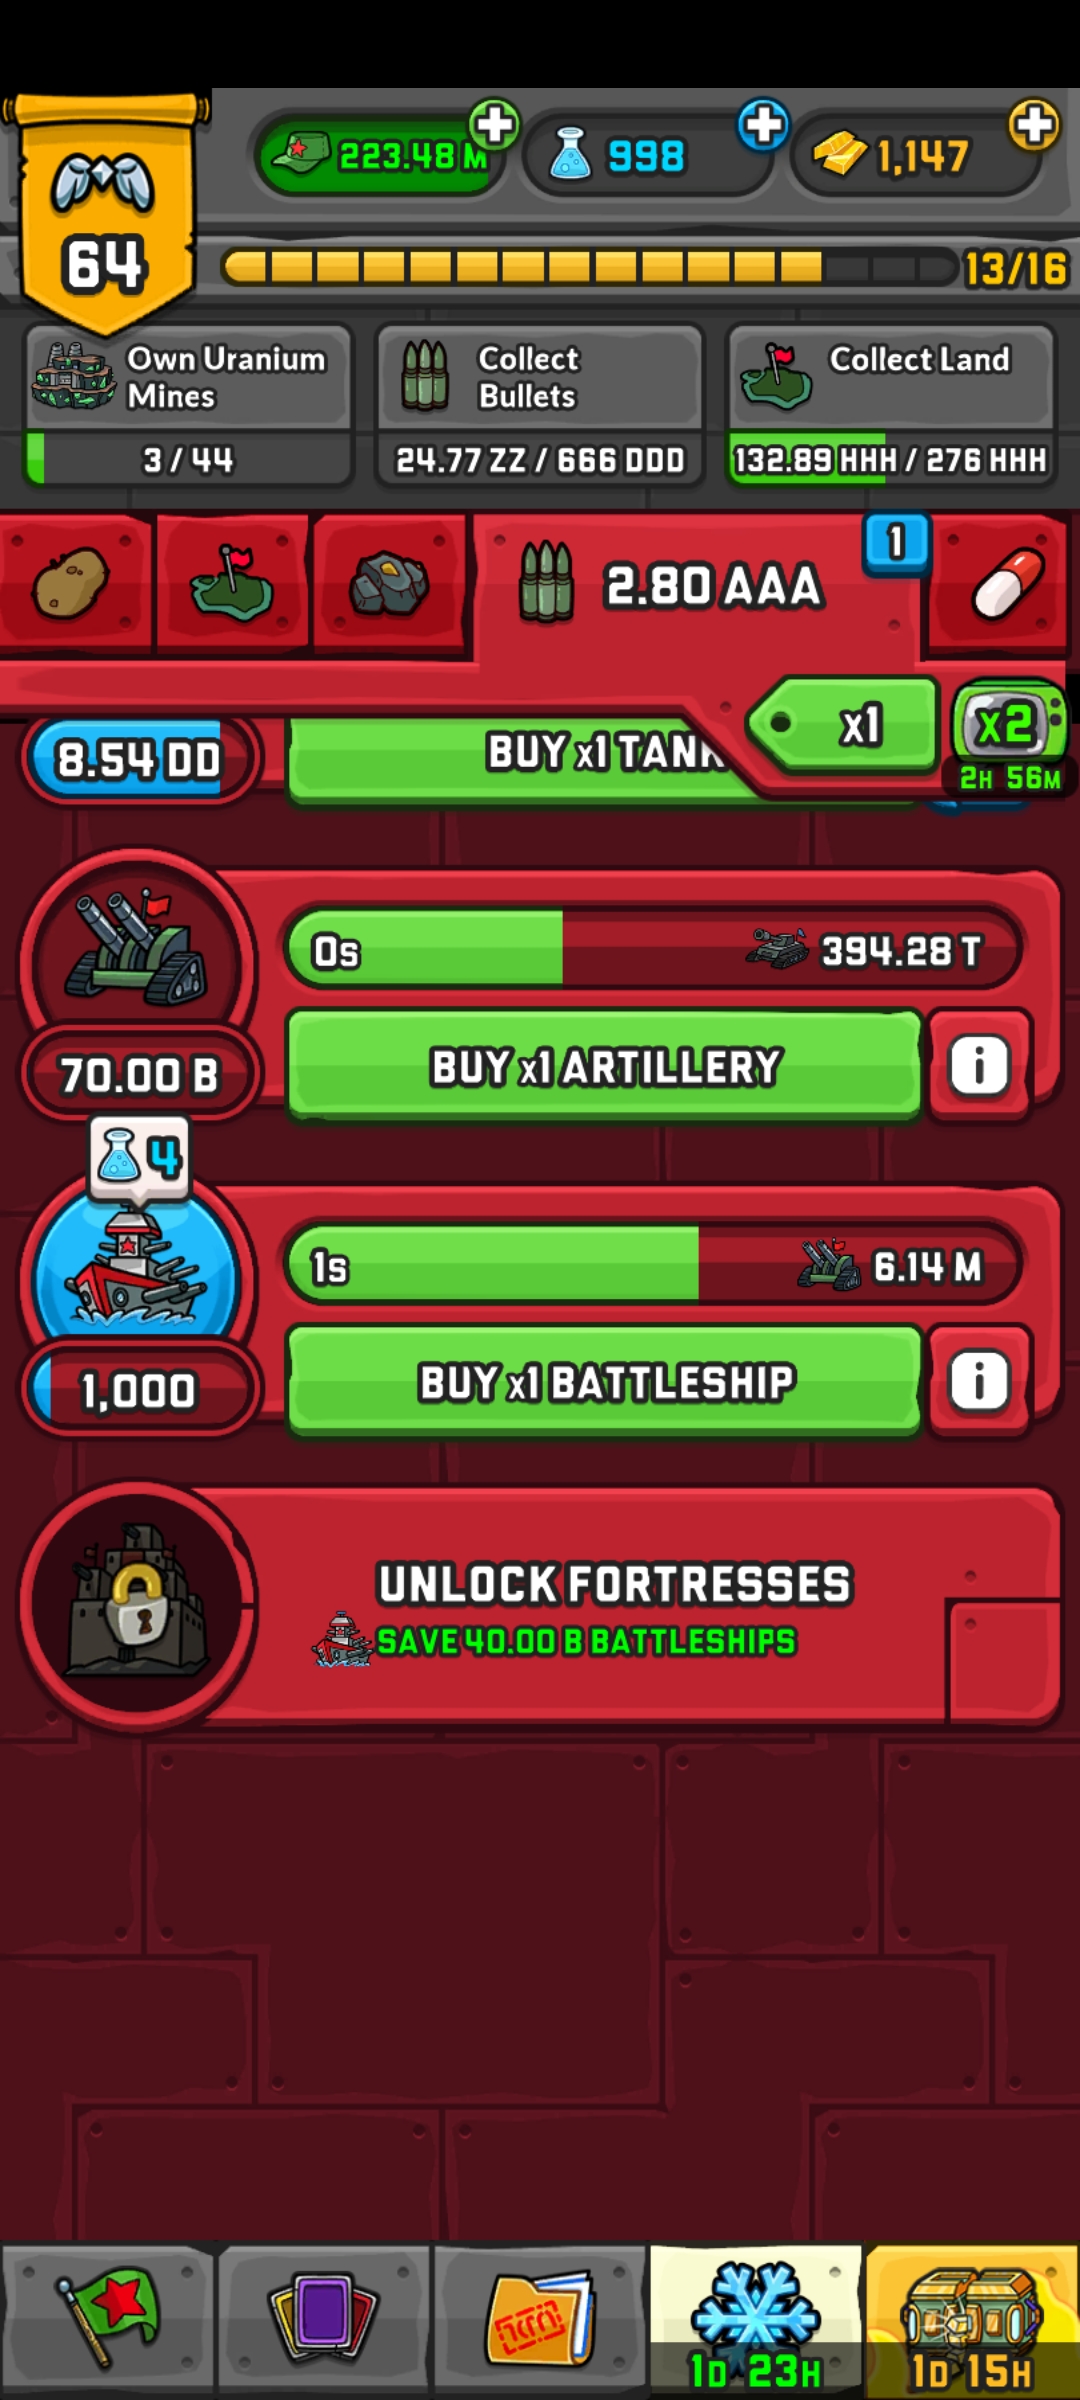 64
223.48 M
998
1,147
13/16
Own Uranium
Mines
3 / 44
Collect
Bullets
24.77 ZZ / 666 DDD
Collect Land
132.89 HHH / 276 HHH
2.80 AAA
1
x1
x2
2H 56M
8.54 DD
BUY x1 TANK
0s
394.28 T
70.00 B
BUY x1 ARTILLERY
i
4
1s
6.14 M
1,000
BUY x1 BATTLESHIP
i
UNLOCK FORTRESSES
SAVE 40.00 B BATTLESHIPS
1D 23H
1D 15H